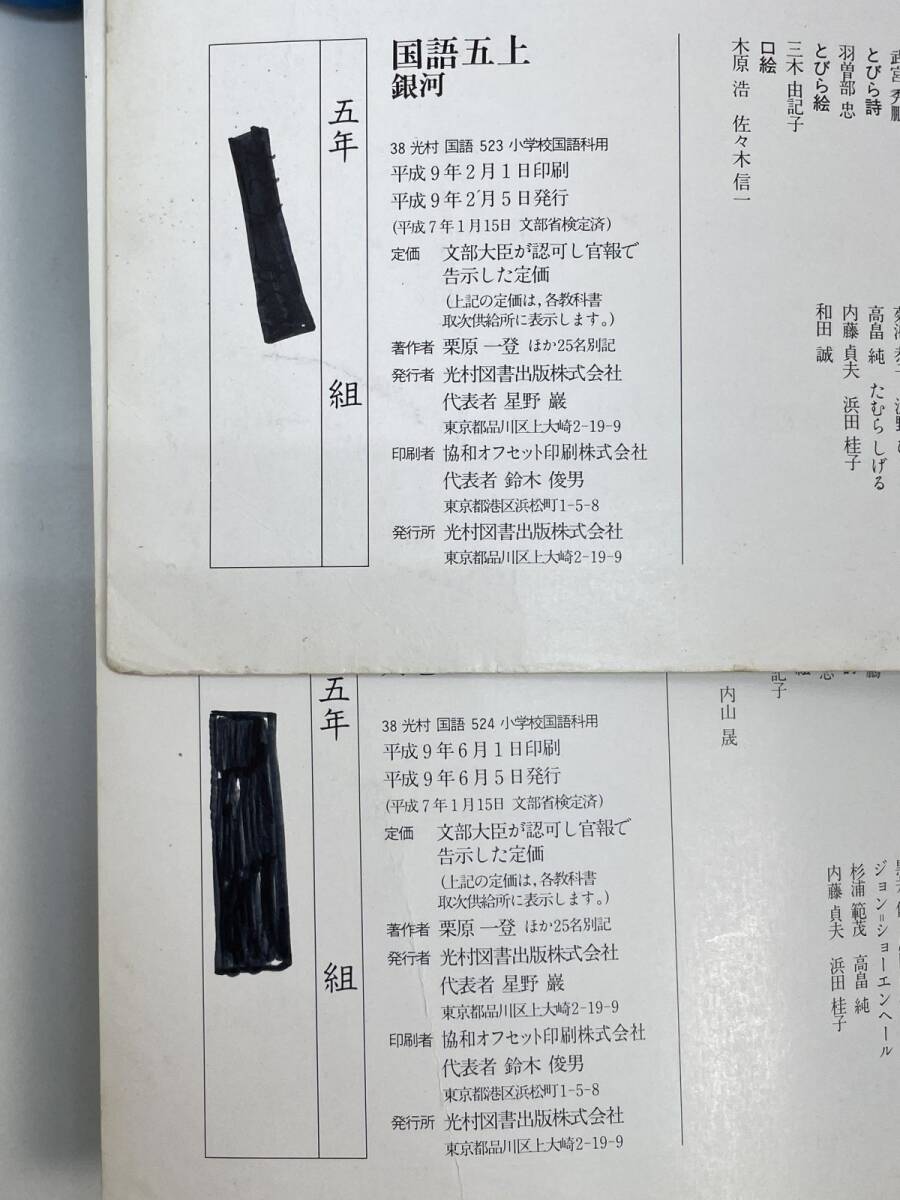 国語五上
銀河
38 光村 国語 523 小学校国語科用
平成9年2月1日印刷
平成9年2月5日発行
(平成7年1月15日 文部省検定済)
定価 文部大臣が認可し官報で
告示した定価
(上記の定価は,各教科書
取次供給所に表示します。)
著作者 栗原 一登 ほか25名別記
発行者 光村図書出版株式会社
代表者 星野 巌
東京都品川区上大崎2-19-9
印刷者 協和オフセット印刷株式会社
代表者 鈴木 俊男
東京都港区浜松町1-5-8
発行所 光村図書出版株式会社
東京都品川区上大崎2-19-9
五年
組
とびら詩
羽曽部 忠
とびら絵
三木 由記子
口絵
木原 浩 佐々木 信一
高畠 純 たむら しげる
内藤 貞夫 浜田 桂子
和田 誠
38 光村 国語 524 小学校国語科用
平成9年6月1日印刷
平成9年6月5日発行
(平成7年1月15日 文部省検定済)
定価 文部大臣が認可し官報で
告示した定価
(上記の定価は,各教科書
取次供給所に表示します。)
著作者 栗原 一登 ほか25名別記
発行者 光村図書出版株式会社
代表者 星野 巌
東京都品川区上大崎2-19-9
印刷者 協和オフセット印刷株式会社
代表者 鈴木 俊男
東京都港区浜松町1-5-8
発行所 光村図書出版株式会社
東京都品川区上大崎2-19-9
五年
組
記子
内山 晟
ジョン=ショーエンヘール
杉浦 範茂 高畠 純
内藤 貞夫 浜田 桂子